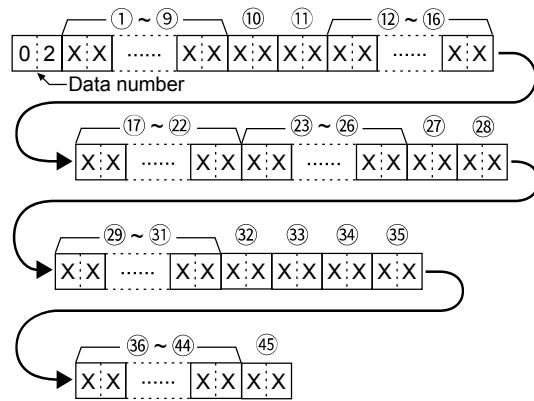 ① ~ ⑨ ⑩ ⑪ ⑫ ~ ⑯
0 2 X X ...... X X X X X X X X ...... X X
Data number
⑰ ~ ㉒ ㉓ ~ ㉖ ㉗ ㉘
X X ...... X X X X ...... X X X X X X
㉙ ~ ㉛ ㉜ ㉝ ㉞ ㉟
X X ...... X X X X X X X X X X
㊱ ~ ㊹ ㊺
X X ...... X X X X